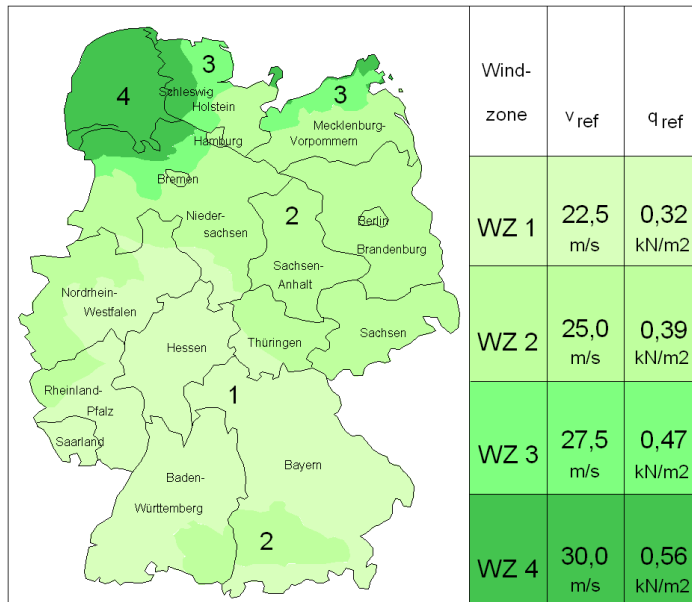 4
3
Schleswig
Holstein
3
Mecklenburg-
Vorpommern
Hamburg
Bremen
Nieder-
sachsen
2
Berlin
Brandenburg
Sachsen-
Anhalt
Nordrhein-
Westfalen
Hessen
Thüringen
Sachsen
1
Rheinland-
Pfalz
Saarland
Baden-
Württemberg
Bayern
2
Wind-
zone
v ref
q ref
WZ 1
22,5
m/s
0,32
kN/m2
WZ 2
25,0
m/s
0,39
kN/m2
WZ 3
27,5
m/s
0,47
kN/m2
WZ 4
30,0
m/s
0,56
kN/m2